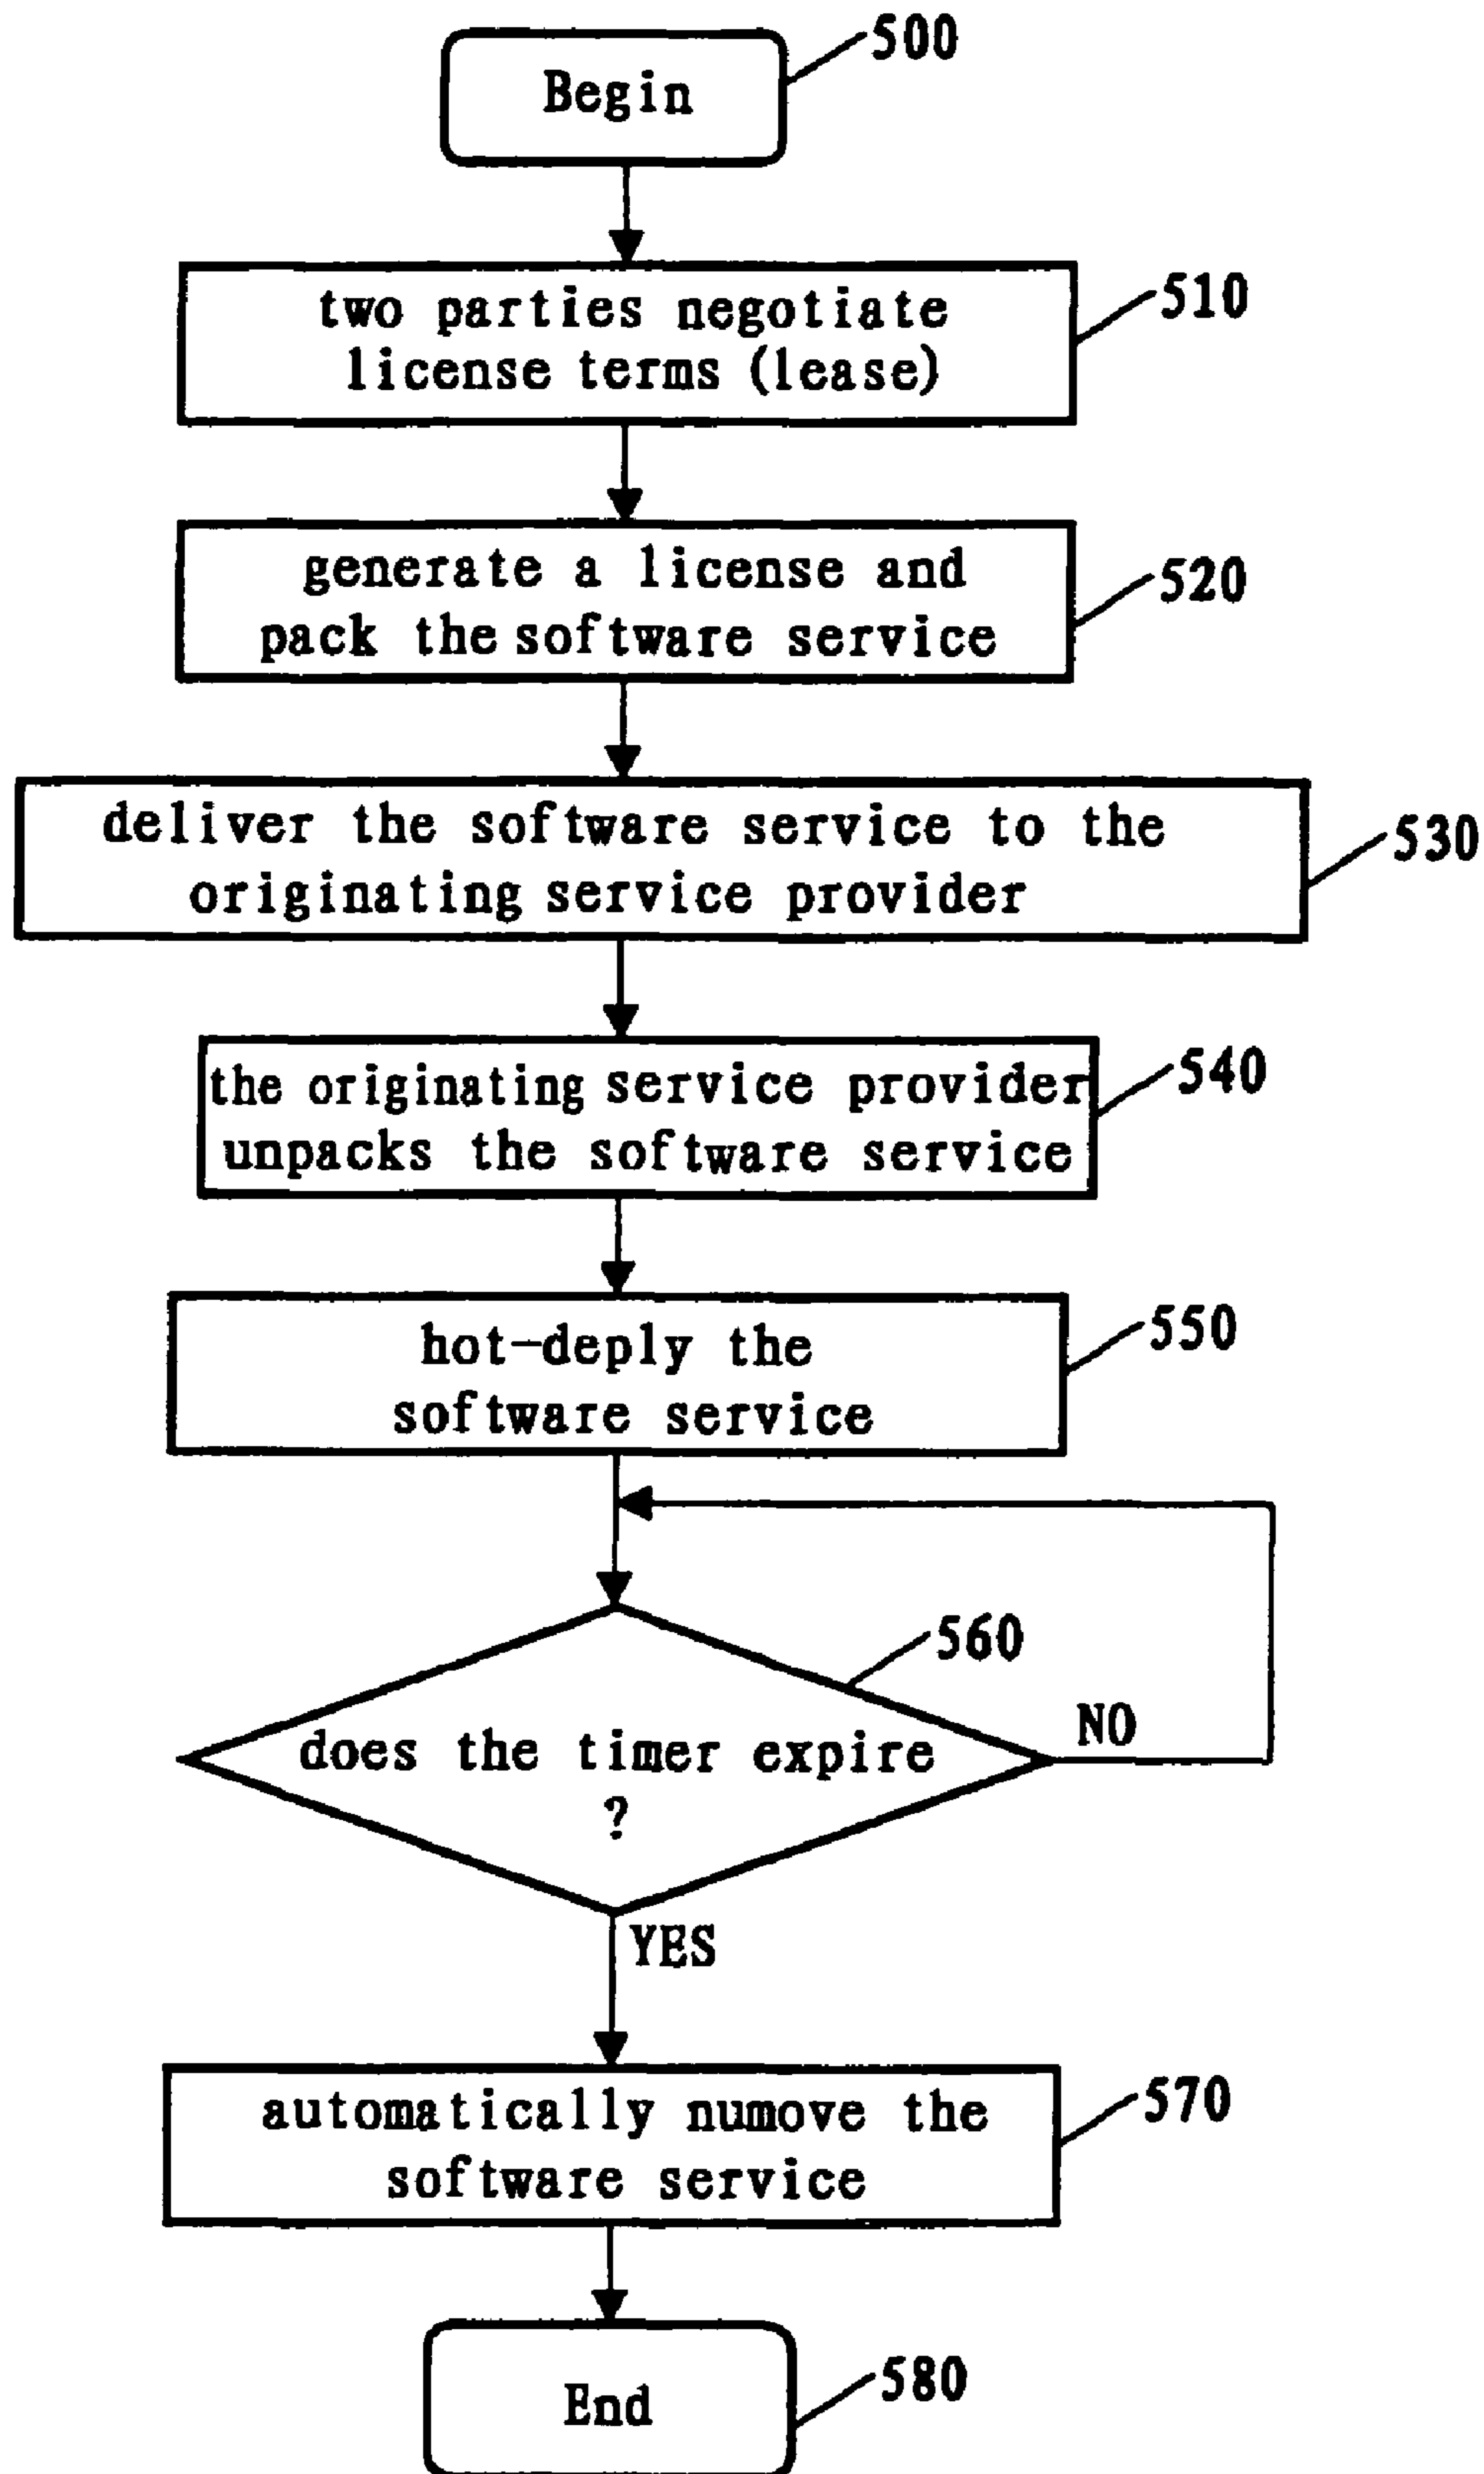 Begin
500
two parties negotiate
license terms (lease)
510
generate a license and
pack the software service
520
deliver the software service to the
originating service provider
530
the originating service provider
unpacks the software service
540
hot-deply the
software service
550
560
does the timer expire
?
NO
YES
automatically numove the
software service
570
End
580